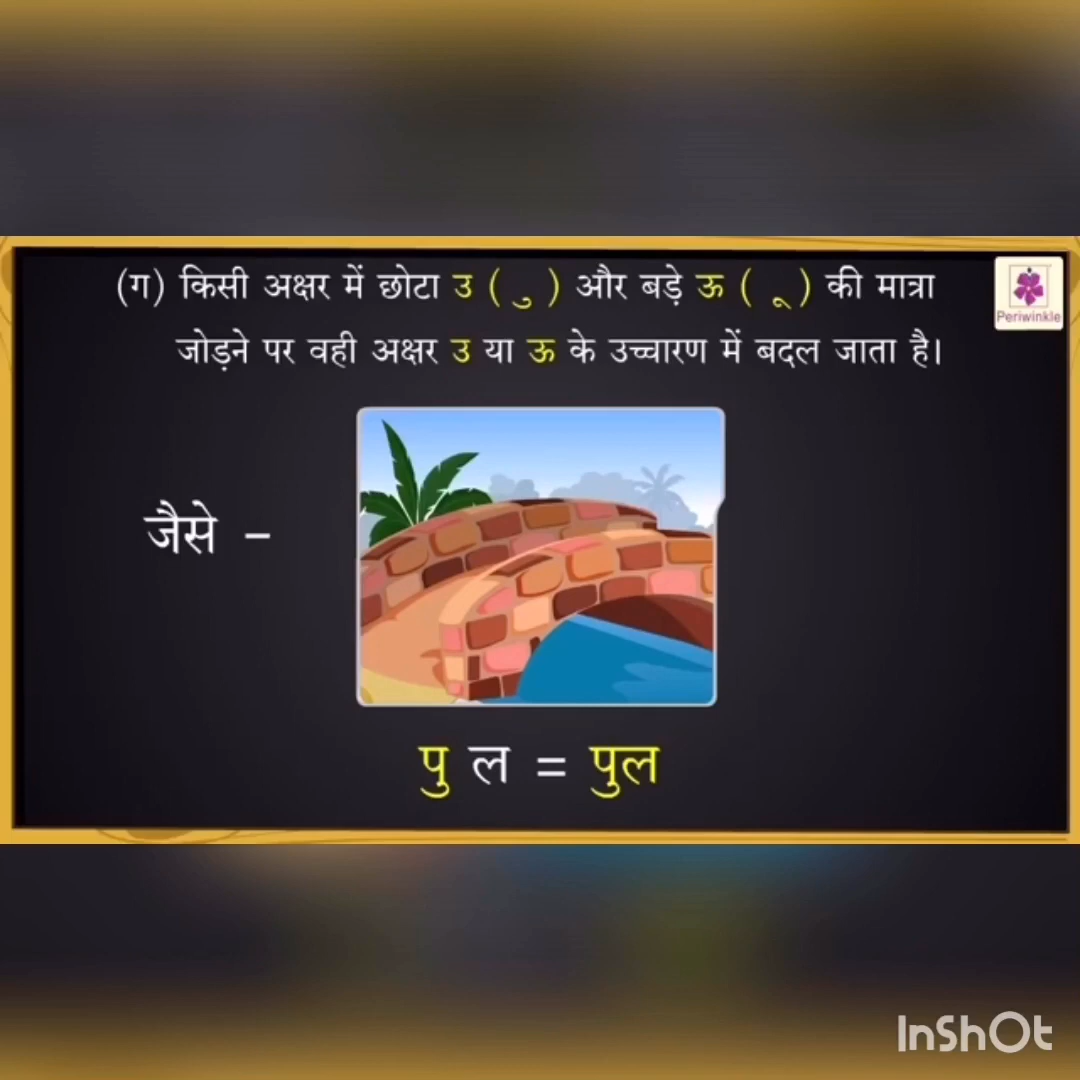 (ग) किसी अक्षर में छोटा उ ( ु ) और बड़े ऊ ( ू ) की मात्रा
Periwinkle
जोड़ने पर वही अक्षर उ या ऊ के उच्चारण में बदल जाता है।
जैसे –
पु ल = पुल
InShOt